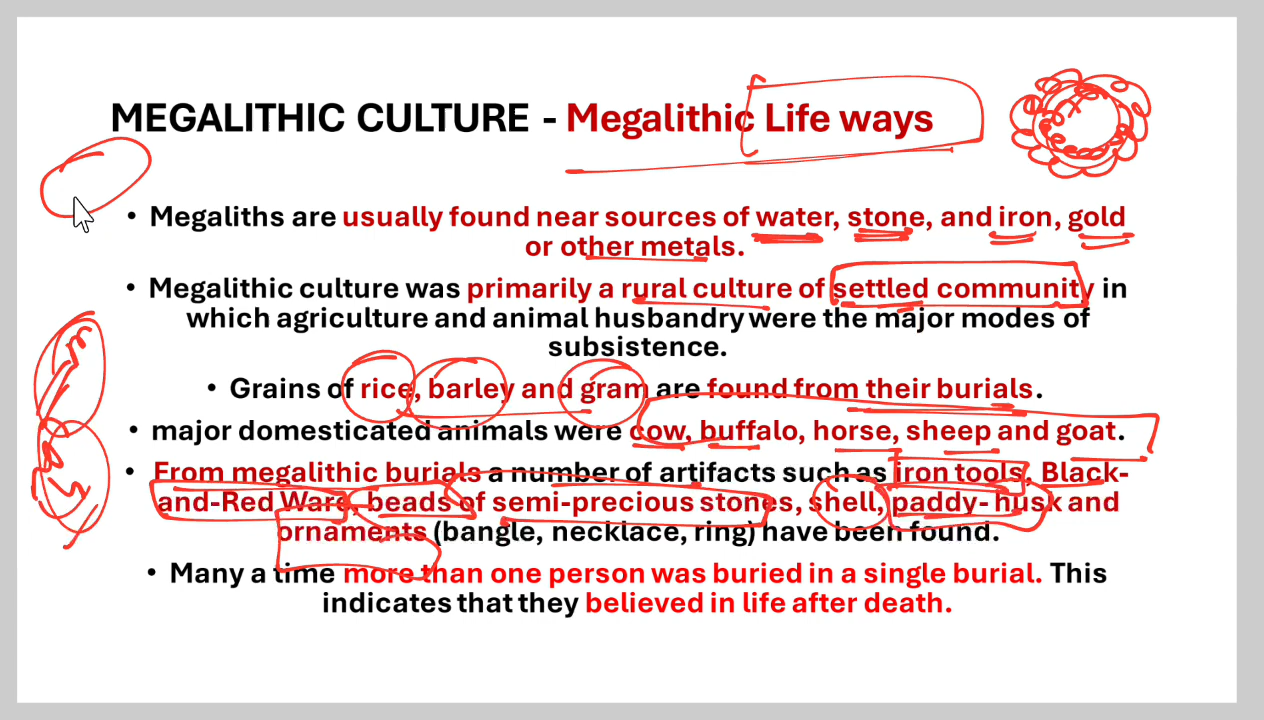 MEGALITHIC CULTURE - Megalithic Life ways
• Megaliths are usually found near sources of water, stone, and iron, gold
or other metals.
• Megalithic culture was primarily a rural culture of settled community in
which agriculture and animal husbandry were the major modes of
subsistence.
• Grains of rice, barley and gram are found from their burials.
• major domesticated animals were cow, buffalo, horse, sheep and goat.
• From megalithic burials a number of artifacts such as iron tools, Black-
and-Red Ware, beads of semi-precious stones, shell, paddy- husk and
ornaments (bangle, necklace, ring) have been found.
• Many a time more than one person was buried in a single burial. This
indicates that they believed in life after death.